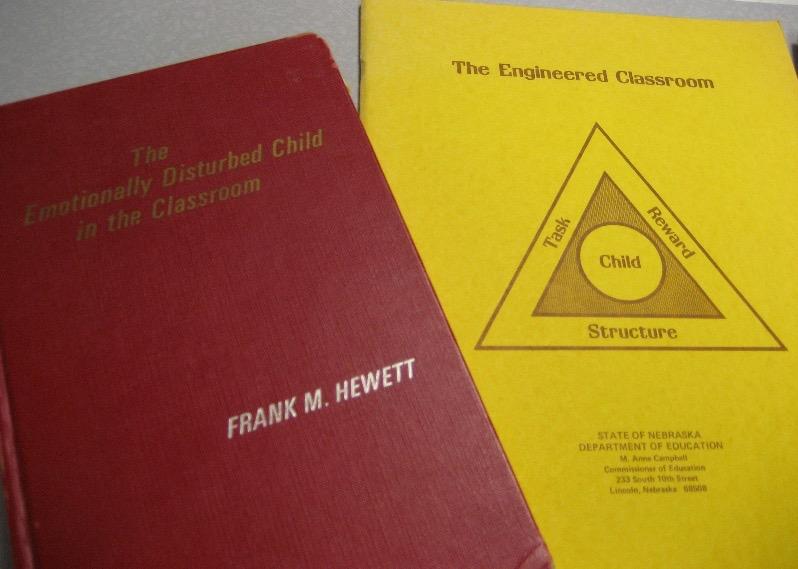 The
Emotionally Disturbed Child
in the Classroom
FRANK M. HEWETT
The Engineered Classroom
Task
Reward
Child
Structure
STATE OF NEBRASKA
DEPARTMENT OF EDUCATION
M. Anne Campbell
Commissioner of Education
233 South 10th Street
Lincoln, Nebraska 68508